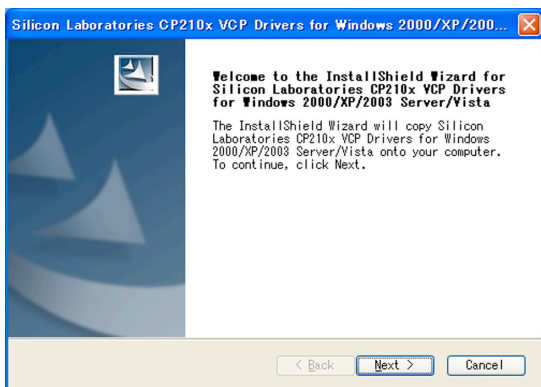 Silicon Laboratories CP210x VCP Drivers for Windows 2000/XP/200...
Welcome to the InstallShield Wizard for
Silicon Laboratories CP210x VCP Drivers
for Windows 2000/XP/2003 Server/Vista
The InstallShield Wizard will copy Silicon
Laboratories CP210x VCP Drivers for Windows
2000/XP/2003 Server/Vista onto your computer.
To continue, click Next.
< Back Next > Cancel